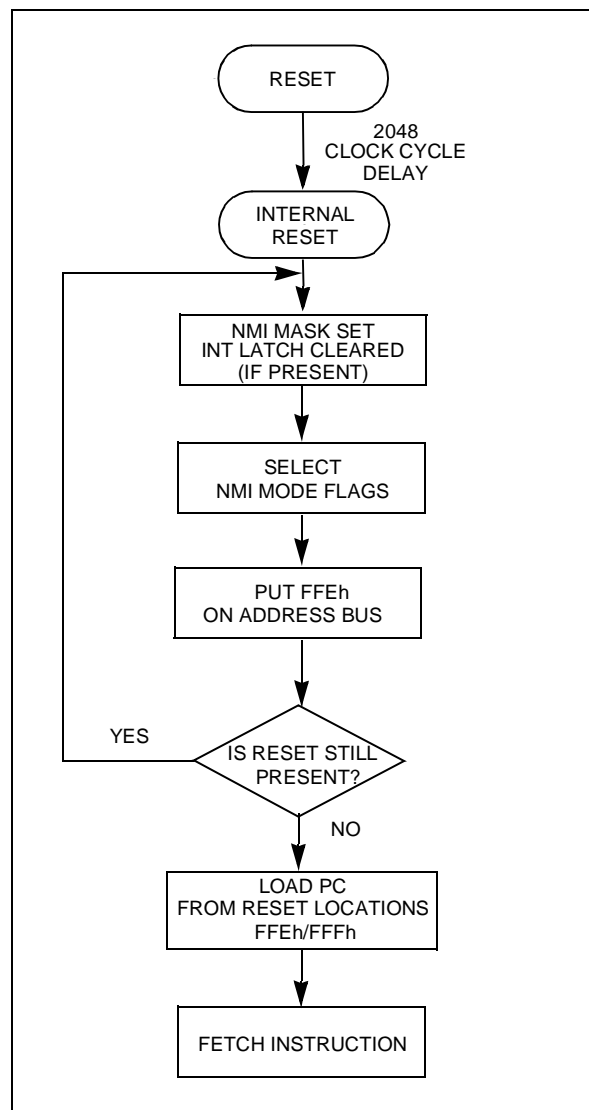 RESET
2048
CLOCK CYCLE
DELAY
INTERNAL
RESET
NMI MASK SET
INT LATCH CLEARED
(IF PRESENT)
SELECT
NMI MODE FLAGS
PUT FFEh
ON ADDRESS BUS
YES
IS RESET STILL
PRESENT?
NO
LOAD PC
FROM RESET LOCATIONS
FFEh/FFFh
FETCH INSTRUCTION